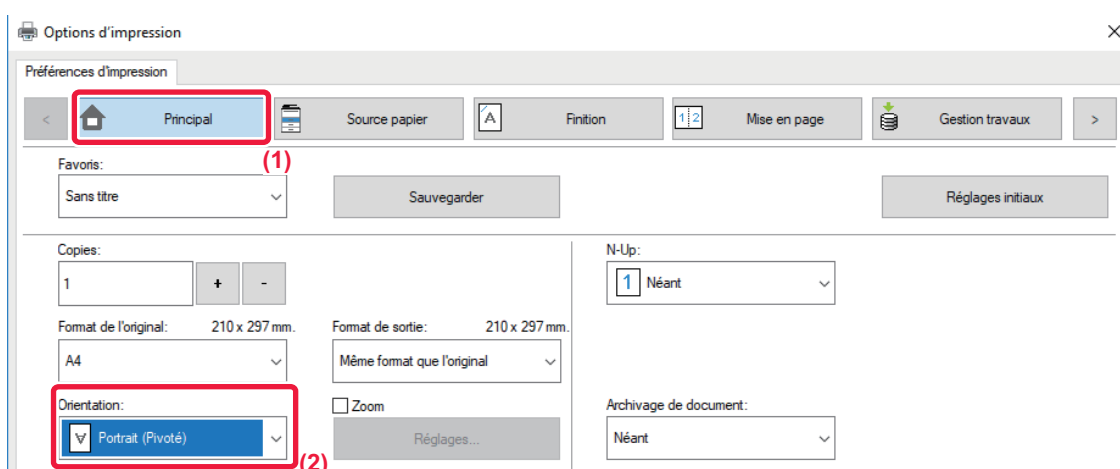 Options d'impression
Préférences d'impression
< Principal Source papier A Finition 1 2 Mise en page Gestion travaux >
(1)
Favoris:
Sans titre Sauvegarder Réglages initiaux
Copies: N-Up:
1 + - 1 Néant
Format de l'original: 210 x 297 mm. Format de sortie: 210 x 297 mm.
A4 Même format que l'original
Orientation: Zoom Archivage de document:
A Portrait (Pivoté) Réglages... Néant
(2)